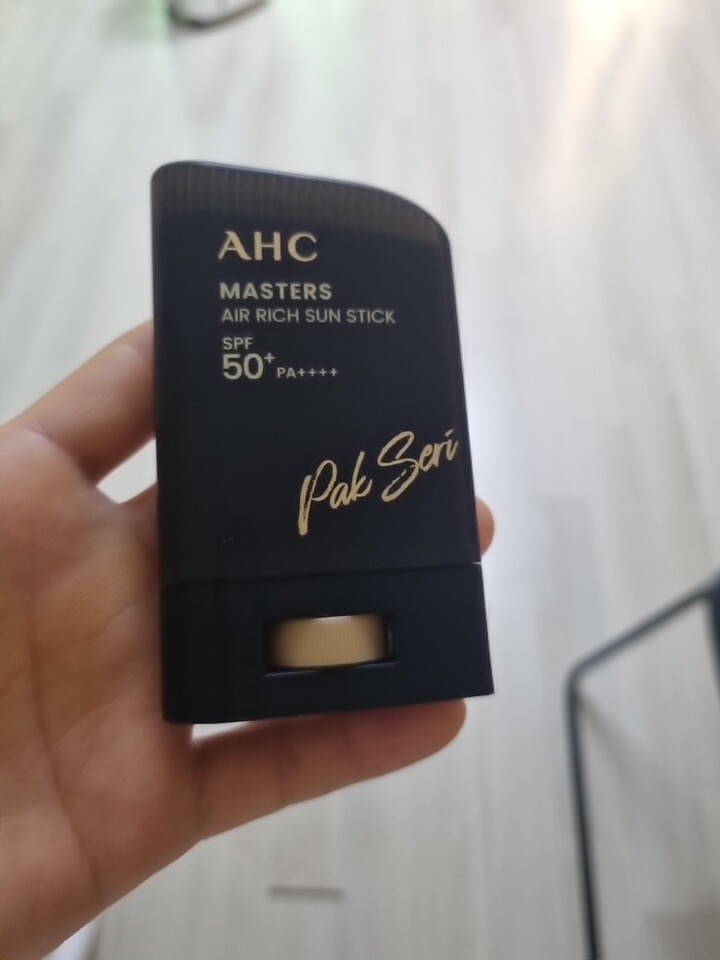 AHC
MASTERS
AIR RICH SUN STICK
SPF
50+ PA++++
Pak Seri